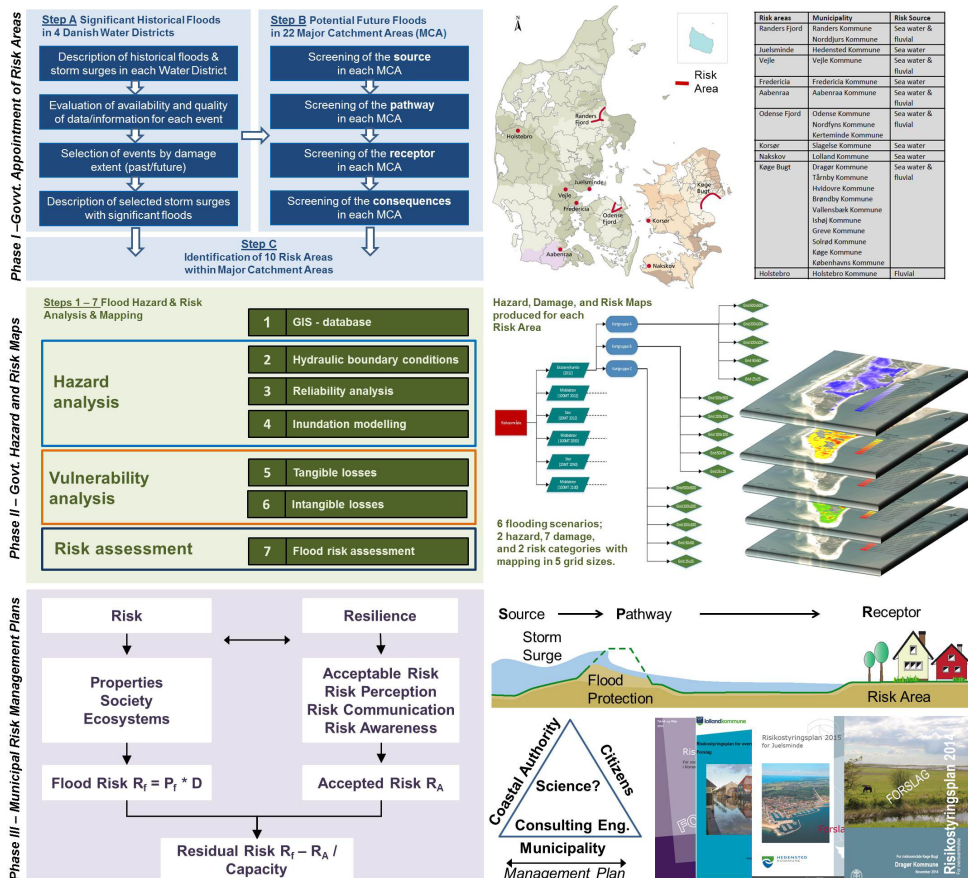 Phase I –Govvt. Appointment of Risk Areas
Step A Significant Historical Floods
in 4 Danish Water Districts
Description of historical floods &
storm surges in each Water District
Evaluation of availability and quality
of data/information for each event
Selection of events by damage
extent (past/future)
Description of selected storm surges
with significant floods
Step B Potential Future Floods
in 22 Major Catchment Areas (MCA)
Screening of the source
in each MCA
Screening of the pathway
in each MCA
Screening of the receptor
in each MCA
Screening of the consequences
in each MCA
Step C
Identification of 10 Risk Areas
within Major Catchment Areas
N
Risk
Area
Randers
Fjord
Holstebro
Juelsminde
Vejle
Fredericia
Odense
Fjord
Køge
Bugt
Korsør
Aabenraa
Nakskov
Risk areas Municipality Risk Source
Randers Fjord Randers Kommune Sea water &
Norddjurs Kommune fluvial
Juelsminde Hedensted Kommune Sea water
Vejle Vejle Kommune Sea water &
fluvial
Fredericia Fredericia Kommune Sea water
Aabenraa Aabenraa Kommune Sea water &
fluvial
Odense Fjord Odense Kommune Sea water &
Nordfyns Kommune fluvial
Kerteminde Kommune
Korsør Slagelse Kommune Sea water
Nakskov Lolland Kommune Sea water
Køge Bugt Dragør Kommune Sea water &
Tårnby Kommune fluvial
Hvidovre Kommune
Brøndby Kommune
Vallensbæk Kommune
Ishøj Kommune
Greve Kommune
Solrød Kommune
Køge Kommune
Københavns Kommune
Holstebro Holstebro Kommune Fluvial
Phase II – Govt. Hazard and Risk Maps
Steps 1 – 7 Flood Hazard & Risk
Analysis & Mapping
1 GIS - database
Hazard
analysis
2 Hydraulic boundary conditions
3 Reliability analysis
4 Inundation modelling
Vulnerability
analysis
5 Tangible losses
6 Intangible losses
Risk assessment
7 Flood risk assessment
Hazard, Damage, and Risk Maps
produced for each
Risk Area
6 flooding scenarios;
2 hazard, 7 damage,
and 2 risk categories with
mapping in 5 grid sizes.
Phase III – Municipal Risk Management Plans
Risk
Resilience
Properties
Society
Ecosystems
Acceptable Risk
Risk Perception
Risk Communication
Risk Awareness
Flood Risk Rf = Pf * D
Accepted Risk RA
Residual Risk Rf – RA /
Capacity
Source Pathway Receptor
Storm
Surge
Flood
Protection
Risk Area
Coastal Authority
Citizens
Science?
Consulting Eng.
Municipality
Management Plan
lollandkommune
Risikostyringsplan 2015
for Juelsminde
HEDENSTED
FORSLAG
Risikostyringsplan 2014
For risikoområde Køge Bugt
Dragør Kommune
November 2014